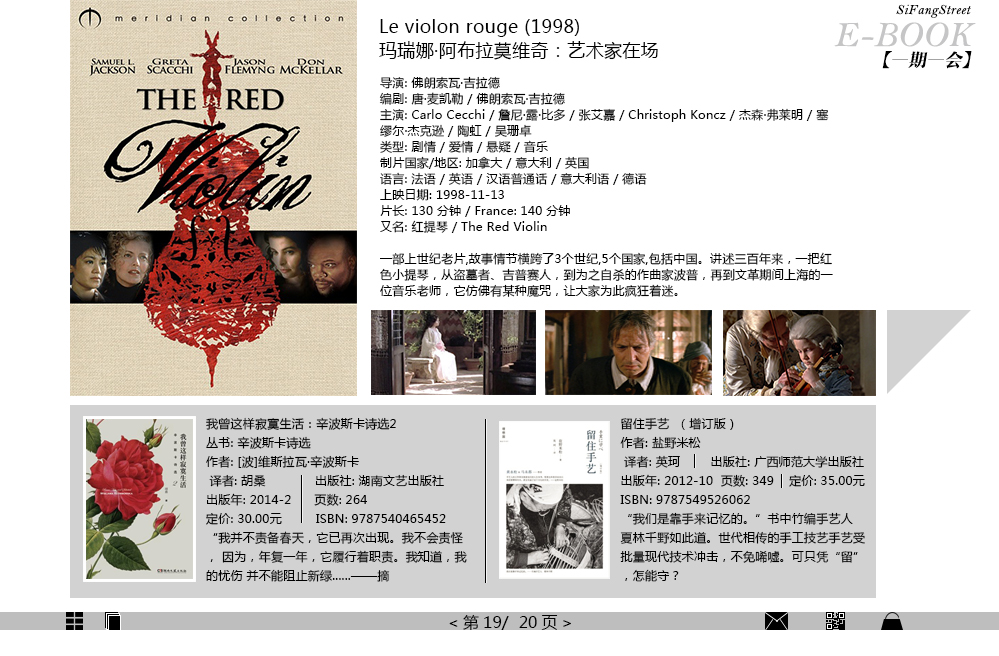 meridian collection
SAMUEL L. JACKSON GRETA SCACCHI JASON FLEMYNG DON McKELLAR
THE RED
Violin
SiFangStreet
E-BOOK
【一期一会】
Le violon rouge (1998)
玛瑞娜·阿布拉莫维奇：艺术家在场
导演: 佛朗索瓦·吉拉德
编剧: 唐·麦凯勒 / 佛朗索瓦·吉拉德
主演: Carlo Cecchi / 詹尼·露·比多 / 张艾嘉 / Christoph Koncz / 杰森·弗莱明 / 塞
缪尔·杰克逊 / 陶虹 / 吴珊卓
类型: 剧情 / 爱情 / 悬疑 / 音乐
制片国家/地区: 加拿大 / 意大利 / 英国
语言: 法语 / 英语 / 汉语普通话 / 意大利语 / 德语
上映日期: 1998-11-13
片长: 130 分钟 / France: 140 分钟
又名: 红提琴 / The Red Violin
一部上世纪老片,故事情节横跨了3个世纪,5个国家,包括中国。讲述三百年来，一把红
色小提琴，从盗墓者、吉普赛人，到为之自杀的作曲家波普，再到文革期间上海的一
位音乐老师，它仿佛有某种魔咒，让大家为此疯狂着迷。
我曾这样寂寞生活
我曾这样寂寞生活：辛波斯卡诗选2
丛书: 辛波斯卡诗选
作者: [波]维斯拉瓦·辛波斯卡
译者: 胡桑 出版社: 湖南文艺出版社
出版年: 2014-2 页数: 264
定价: 30.00元 ISBN: 9787540465452
“我并不责备春天，它已再次出现。我不会责怪
，因为，年复一年，它履行着职责。我知道，我
的忧伤 并不能阻止新绿......——摘
留住手艺
留住手艺 （ 增订版 ）
作者: 盐野米松
译者: 英珂 出版社: 广西师范大学出版社
出版年: 2012-10 页数: 349 定价: 35.00元
ISBN: 9787549526062
“我们是靠手来记忆的。”书中竹编手艺人
夏林千野如此道。世代相传的手工技艺手艺受
批量现代技术冲击，不免唏嘘。可只凭“留”
，怎能守？
< 第 19/ 20 页 >